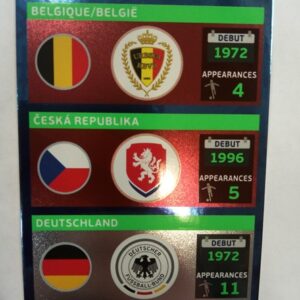 BELGIQUE/BELGIË
DEBUT
1972
APPEARANCES
4
ČESKÁ REPUBLIKA
DEBUT
1996
APPEARANCES
5
DEUTSCHLAND
DEUTSCHER
FUSSBALL-BUND
DEBUT
1972
APPEARANCES
11